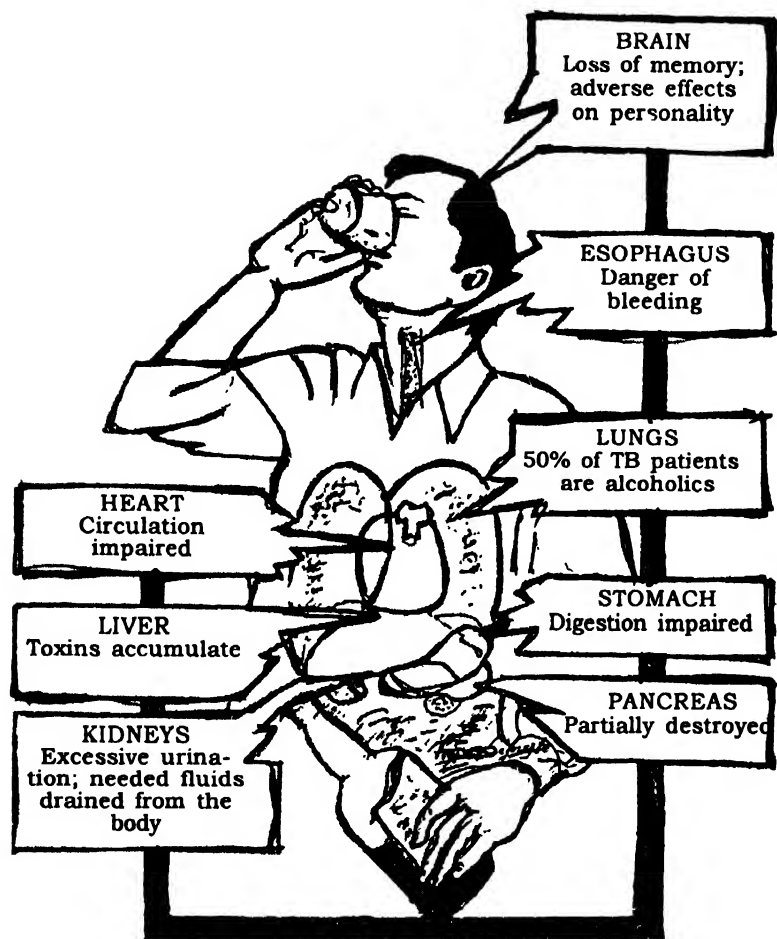 BRAIN
Loss of memory;
adverse effects
on personality
ESOPHAGUS
Danger of
bleeding
LUNGS
50% of TB patients
are alcoholics
HEART
Circulation
impaired
LIVER
Toxins accumulate
STOMACH
Digestion impaired
PANCREAS
Partially destroyed
KIDNEYS
Excessive urina-
tion; needed fluids
drained from the
body